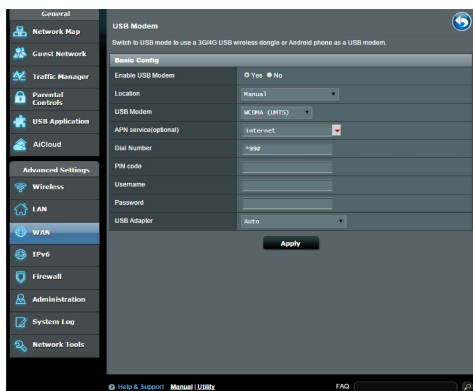 General
Network Map
Guest Network
Traffic Manager
Parental
Controls
USB Application
AiCloud
Advanced Settings
Wireless
LAN
WAN
IPv6
Firewall
Administration
System Log
Network Tools
USB Modem
Switch to USB mode to use a 3G/4G USB wireless dongle or Android phone as a USB modem.
Basic Config
Enable USB Modem Yes No
Location Manual
USB Modem WCDMA (UMTS)
APN service(optional) internet
Dial Number *99#
PIN code
Username
Password
USB Adapter Auto
Apply
Help & Support Manual | Utility FAQ